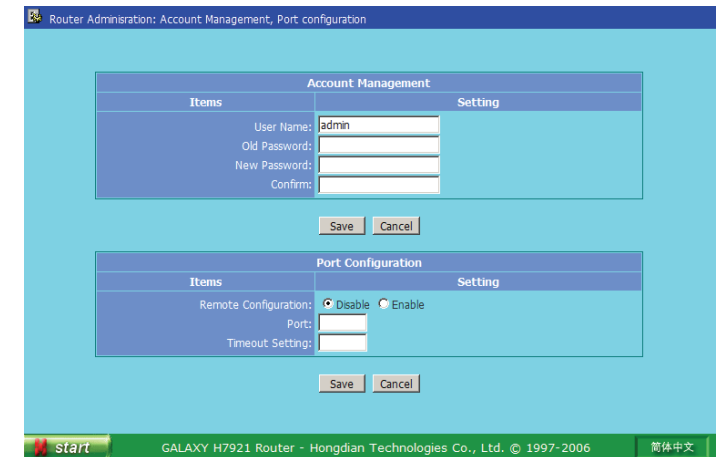 Router Adminisration: Account Management, Port configuration
Account Management
Items Setting
User Name: admin
Old Password:
New Password:
Confirm:
Save Cancel
Port Configuration
Items Setting
Remote Configuration: Disable Enable
Port:
Timeout Setting:
Save Cancel
start GALAXY H7921 Router - Hongdian Technologies Co., Ltd. © 1997-2006 简体中文